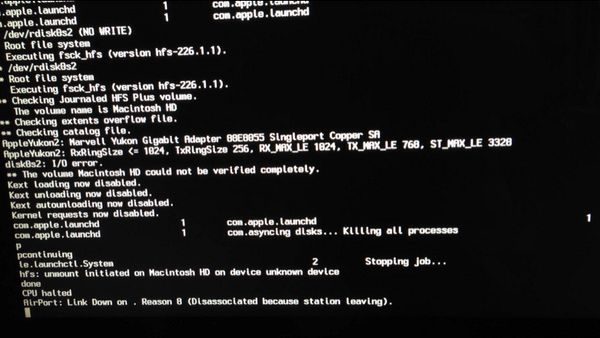 com.apple.launchd 1 com.apple.launchd
com.apple.launchd 1 com.apple.launchd
/dev/rdisk0s2 (NO WRITE)
Root file system
Executing fsck_hfs (version hfs-226.1.1).
* /dev/rdisk0s2
* Root file system
Executing fsck_hfs (version hfs-226.1.1).
** Checking Journaled HFS Plus volume.
The volume name is Macintosh HD
** Checking extents overflow file.
** Checking catalog file.
AppleYukon2: Marvell Yukon Gigabit Adapter 88E8055 Singleport Copper SA
AppleYukon2: RxRingSize <= 1024, TxRingSize 256, RX_MAX_LE 1024, TX_MAX_LE 768, ST_MAX_LE 3328
disk0s2: I/O error.
** The volume Macintosh HD could not be verified completely.
Kext loading now disabled.
Kext unloading now disabled.
Kext autounloading now disabled.
Kernel requests now disabled.
com.apple.launchd 1 com.apple.launchd 1
com.apple.launchd 1 com.asyncing disks... Killing all processes
p
pcontinuing
le.launchctl.System 2 Stopping job...
hfs: unmount initiated on Macintosh HD on device unknown device
done
CPU halted
AirPort: Link Down on . Reason 8 (Disassociated because station leaving).